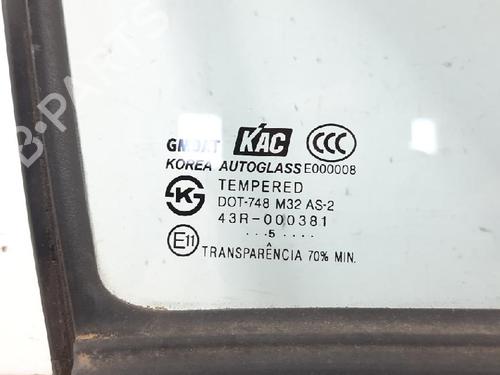 GMDAT KAC CCC
KOREA AUTOGLASS E000008
TEMPERED
DOT-748 M32 AS-2
43R-000381
··· 5 ····
E11 TRANSPARÊNCIA 70% MIN.
B-PARTS